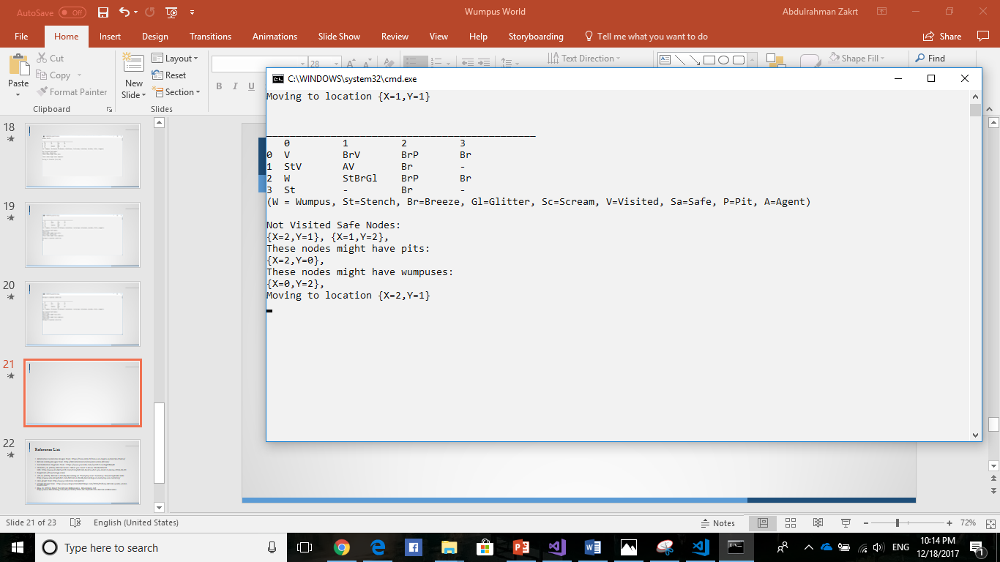 AutoSave Off
Wumpus World
Abdulrahman Zakrt
File Home Insert Design Transitions Animations Slide Show Review View Help Storyboarding Tell me what you want to do Share
Paste
Cut
Copy
Format Painter
Clipboard
New Slide
Layout
Reset
Section
Slides
28
B I U
Text Direction
Shape Fill
Find
C:\WINDOWS\system32\cmd.exe
Moving to location {X=1,Y=1}
0 1 2 3
0 V BrV BrP Br
1 StV AV Br -
2 W StBrGl BrP Br
3 St - Br -
(W = Wumpus, St=Stench, Br=Breeze, Gl=Glitter, Sc=Scream, V=Visited, Sa=Safe, P=Pit, A=Agent)
Not Visited Safe Nodes:
{X=2,Y=1}, {X=1,Y=2},
These nodes might have pits:
{X=2,Y=0},
These nodes might have wumpuses:
{X=0,Y=2},
Moving to location {X=2,Y=1}
18
19
20
21
22
Reference List
Slide 21 of 23 English (United States) Notes 72%
Type here to search
ENG
10:14 PM
12/18/2017
1